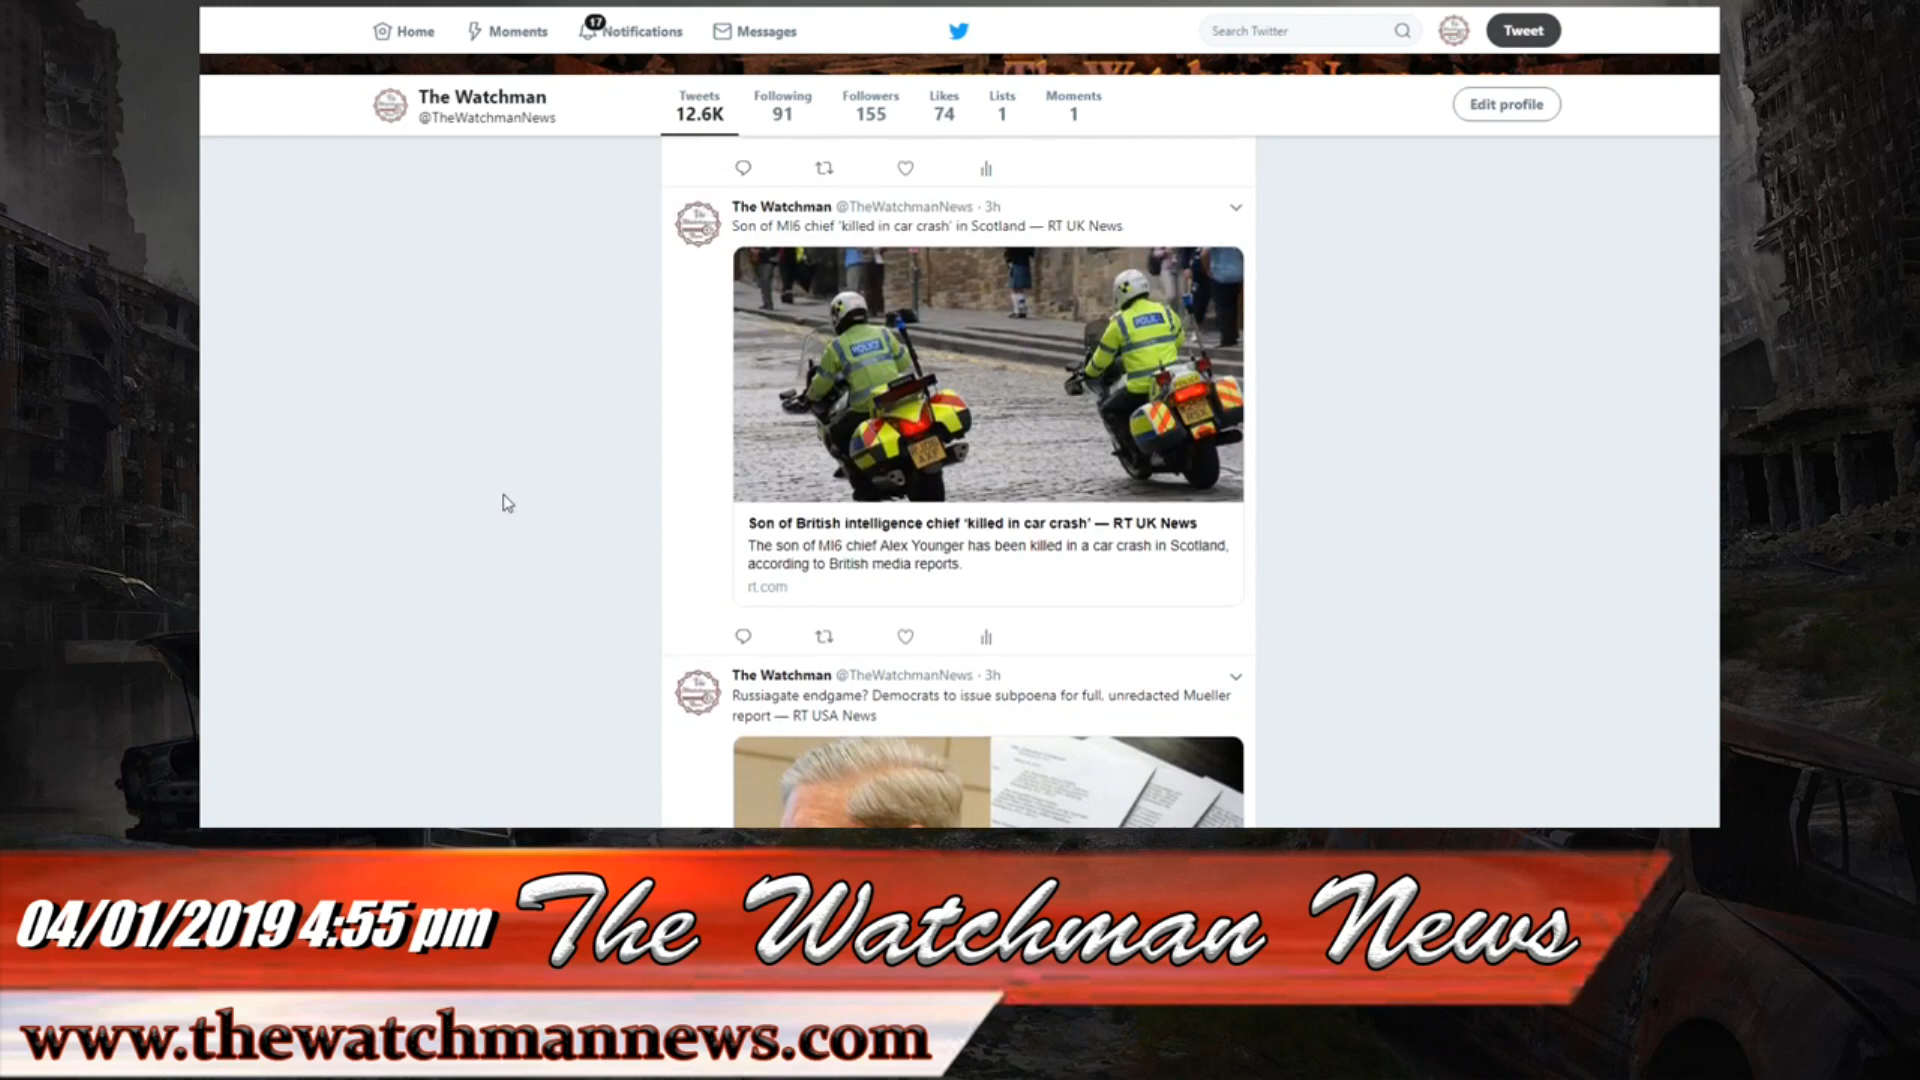 Home Moments 17 Notifications Messages Search Twitter Tweet
The Watchman
@TheWatchmanNews
Tweets Following Followers Likes Lists Moments
12.6K 91 155 74 1 1
Edit profile
The Watchman @TheWatchmanNews · 3h
Son of MI6 chief 'killed in car crash' in Scotland — RT UK News
POLICE
POLICE
Son of British intelligence chief 'killed in car crash' — RT UK News
The son of MI6 chief Alex Younger has been killed in a car crash in Scotland,
according to British media reports.
rt.com
The Watchman @TheWatchmanNews · 3h
Russiagate endgame? Democrats to issue subpoena for full, unredacted Mueller
report — RT USA News
04/01/2019 4:55 pm
The Watchman News
www.thewatchmannews.com